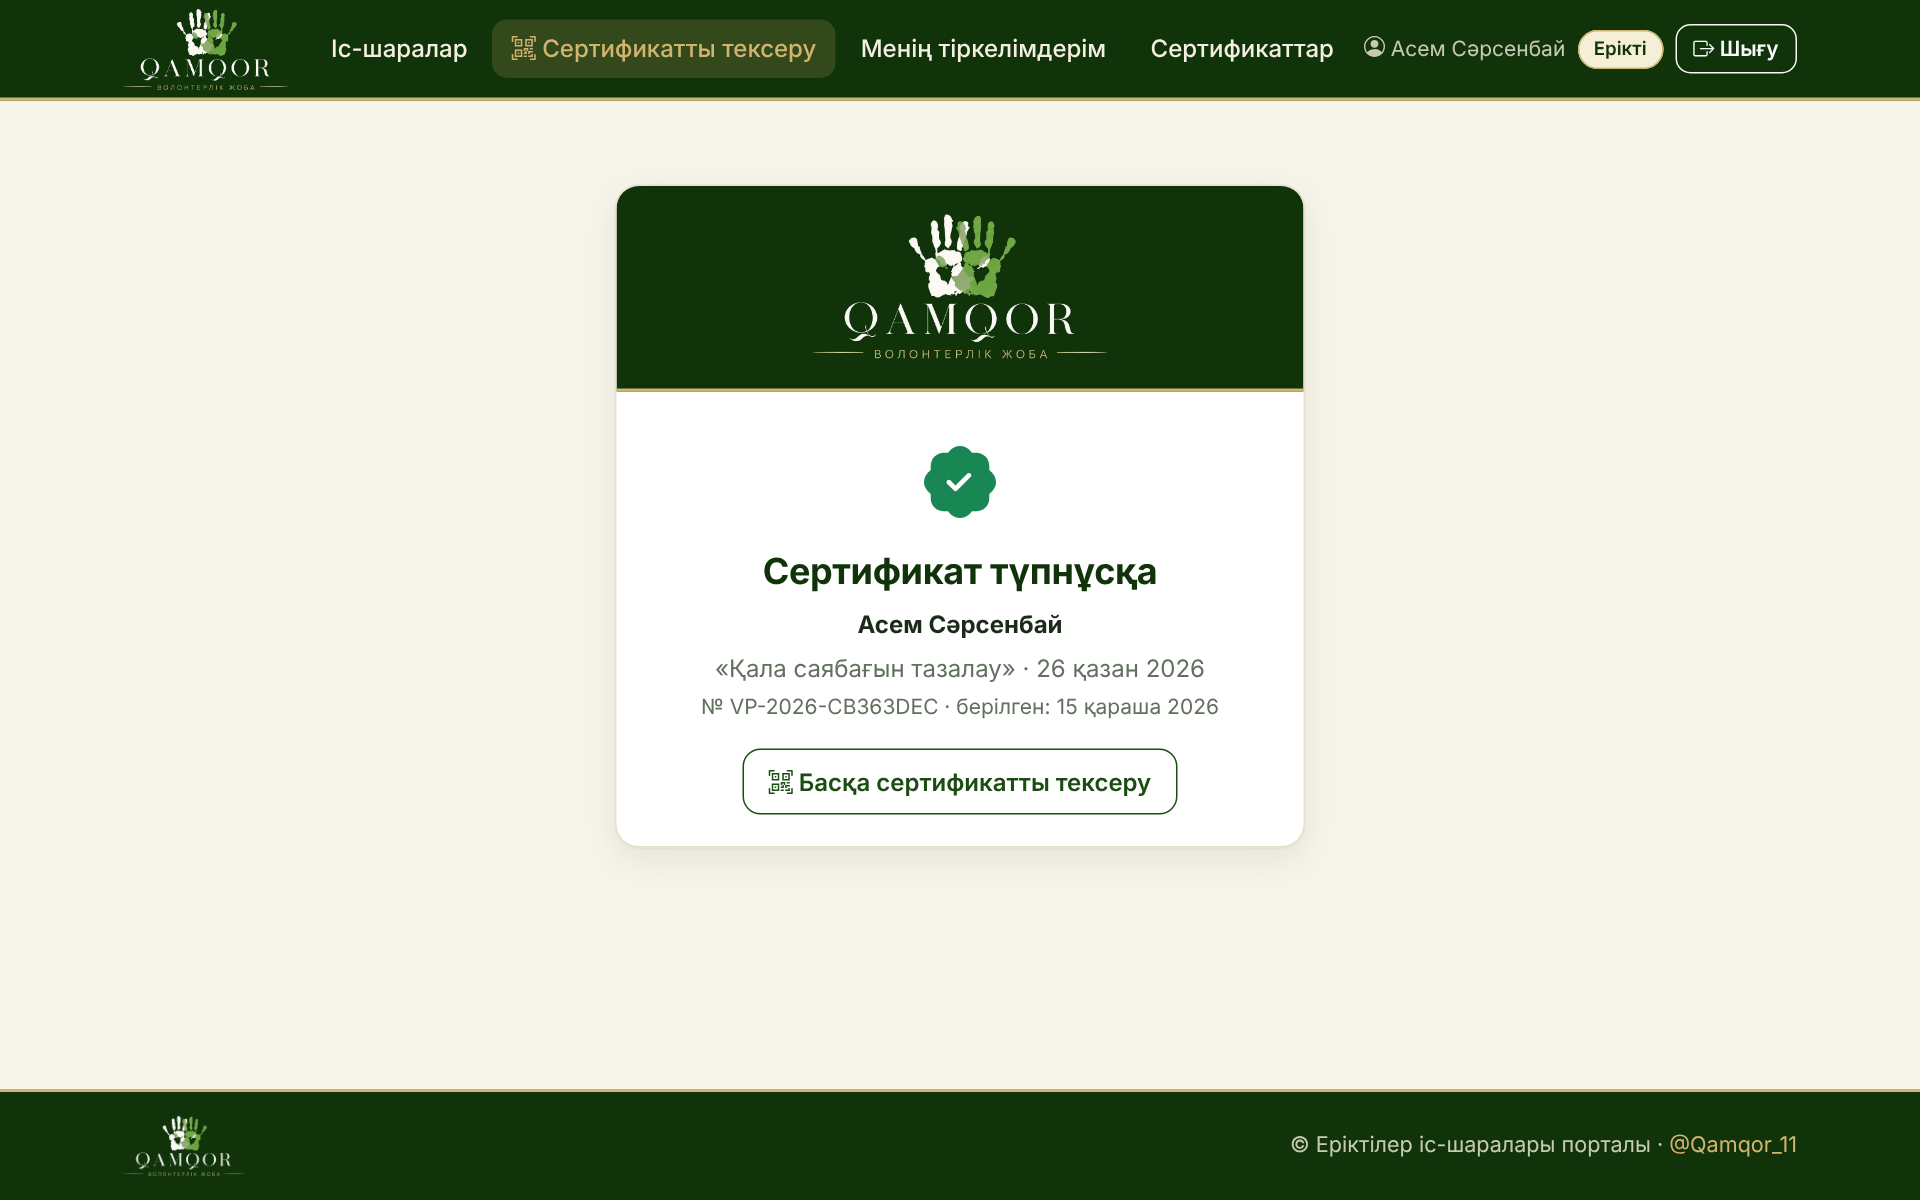 QAMQOR
ВОЛОНТЕРЛІК ЖОБА
Іс-шаралар
Сертификатты тексеру
Менің тіркелімдерім
Сертификаттар
Асем Сәрсенбай
Ерікті
Шығу
QAMQOR
ВОЛОНТЕРЛІК ЖОБА
Сертификат түпнұсқа
Асем Сәрсенбай
«Қала саябағын тазалау» · 26 қазан 2026
№ VP-2026-CB363DEC · берілген: 15 қараша 2026
Басқа сертификатты тексеру
QAMQOR
ВОЛОНТЕРЛІК ЖОБА
© Еріктілер іс-шаралары порталы · @Qamqor_11